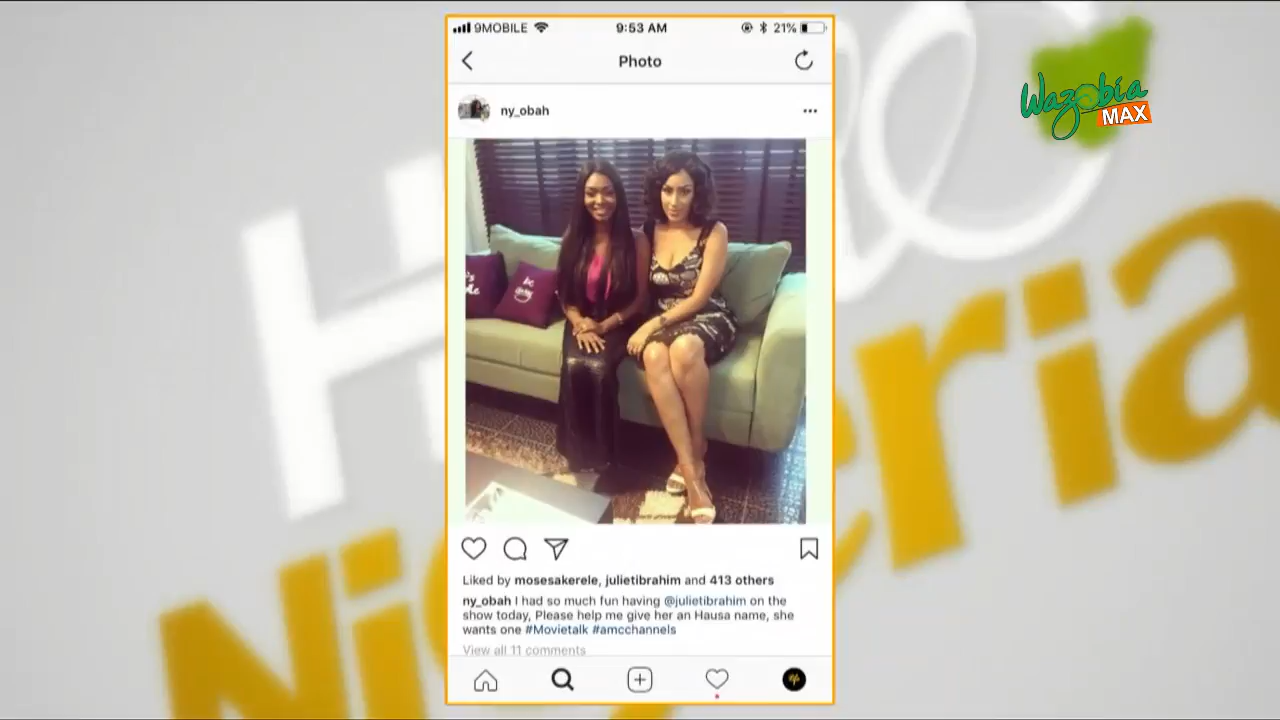 9MOBILE 9:53 AM 21%
Photo
Wazobia
MAX
ny_obah
Liked by mosesakerele, julietibrahim and 413 others
ny_obah I had so much fun having @julietibrahim on the
show today, Please help me give her an Hausa name, she
wants one #Movietalk #amcchannels
View all 11 comments